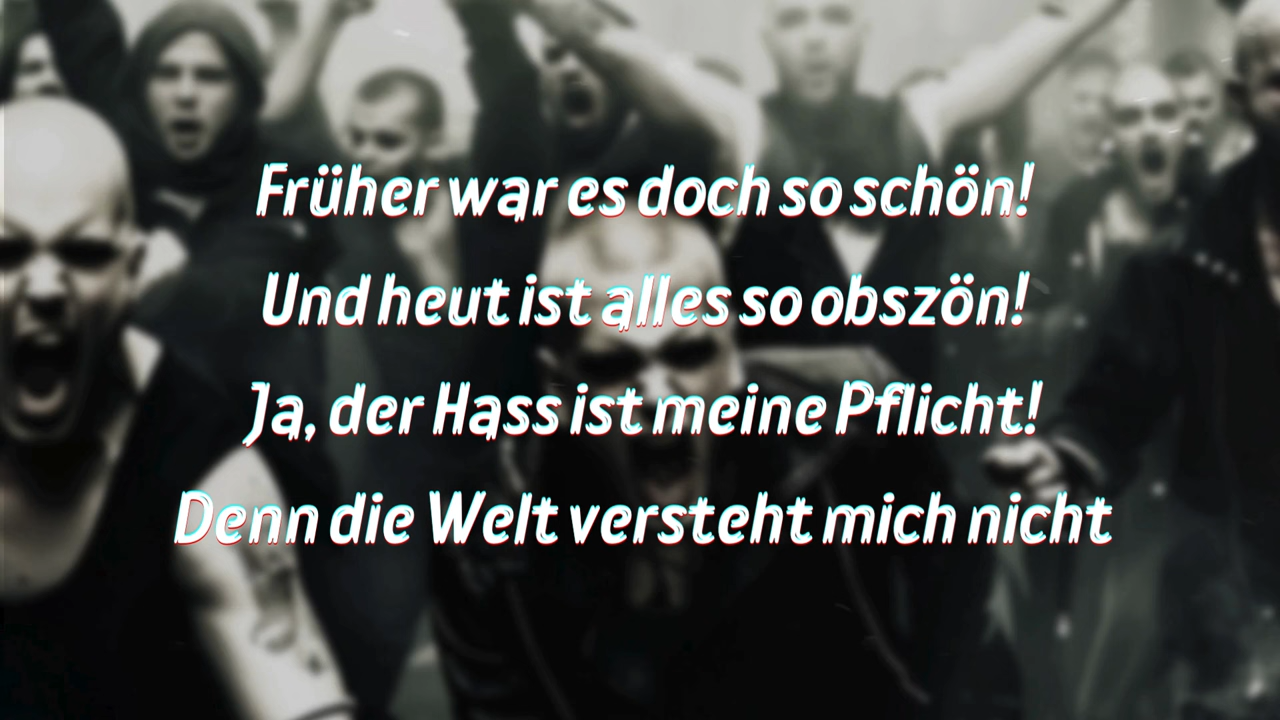 Früher war es doch so schön!
Und heut ist alles so obszön!
Ja, der Hass ist meine Pflicht!
Denn die Welt versteht mich nicht